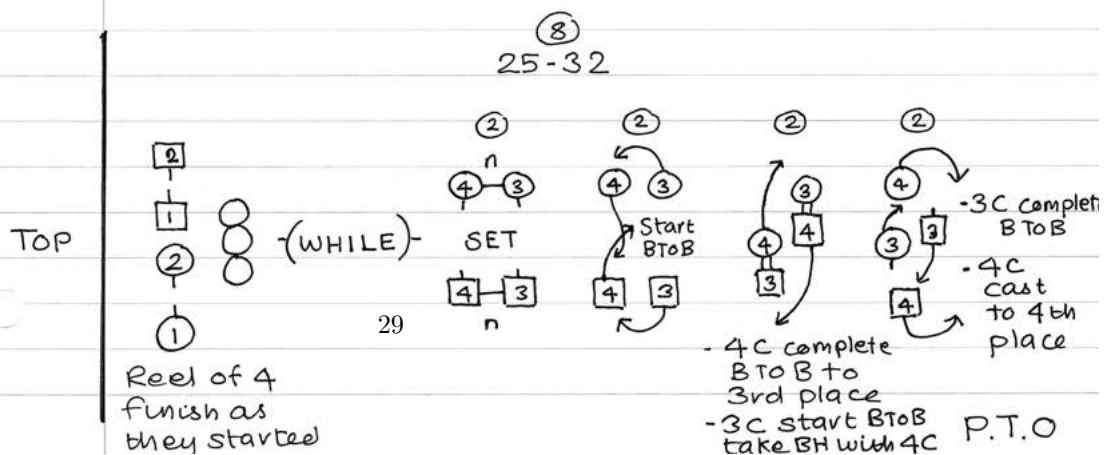 8
25-32
2 2 2 2
n
4 3 4 3 3 4
2
1
2
1
TOP
-(WHILE)-
SET
Start
BTOB
4 4 3 3
4 3 4 3 3 4
n
29
-3C complete
BTOB
-4C
cast
to 4th
place
Reel of 4
finish as
they started
- 4C complete
BTOB to
3rd place
-3C start BTOB
take BH with 4C
P.T.O